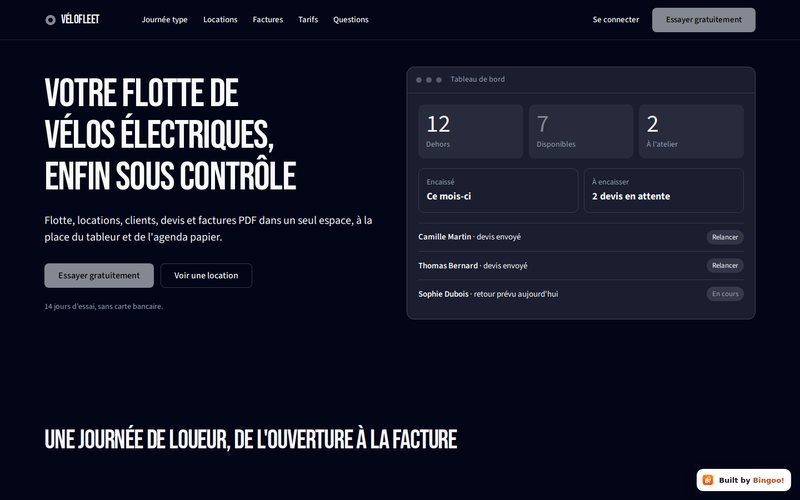 VÉLOFLEET
Journée type
Locations
Factures
Tarifs
Questions
Se connecter
Essayer gratuitement
VOTRE FLOTTE DE
VÉLOS ÉLECTRIQUES,
ENFIN SOUS CONTRÔLE
Flotte, locations, clients, devis et factures PDF dans un seul espace, à la
place du tableur et de l'agenda papier.
Essayer gratuitement
Voir une location
14 jours d'essai, sans carte bancaire.
Tableau de bord
12
Dehors
7
Disponibles
2
À l'atelier
Encaissé
Ce mois-ci
À encaisser
2 devis en attente
Camille Martin · devis envoyé
Relancer
Thomas Bernard · devis envoyé
Relancer
Sophie Dubois · retour prévu aujourd'hui
En cours
UNE JOURNÉE DE LOUEUR, DE L'OUVERTURE À LA FACTURE
Built by Bingoo!